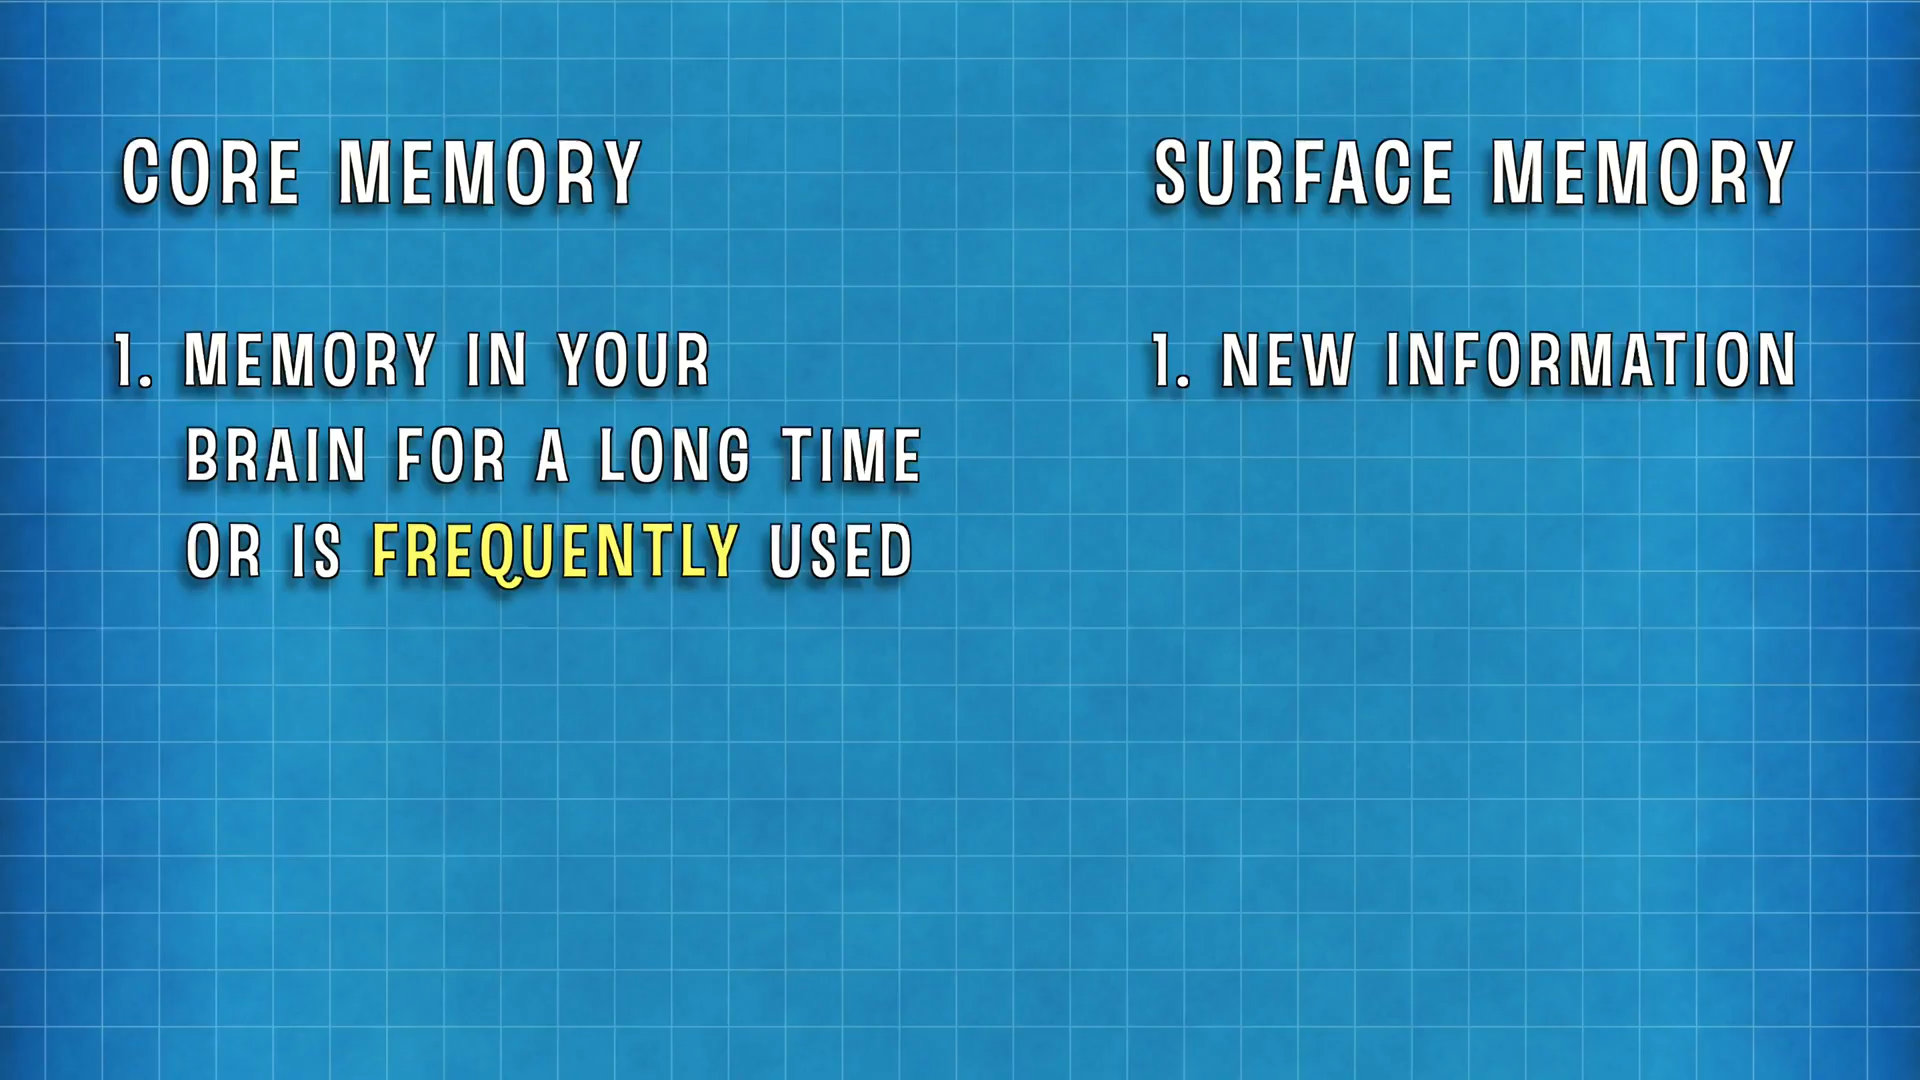 CORE MEMORY
1. MEMORY IN YOUR
BRAIN FOR A LONG TIME
OR IS FREQUENTLY USED
SURFACE MEMORY
1. NEW INFORMATION